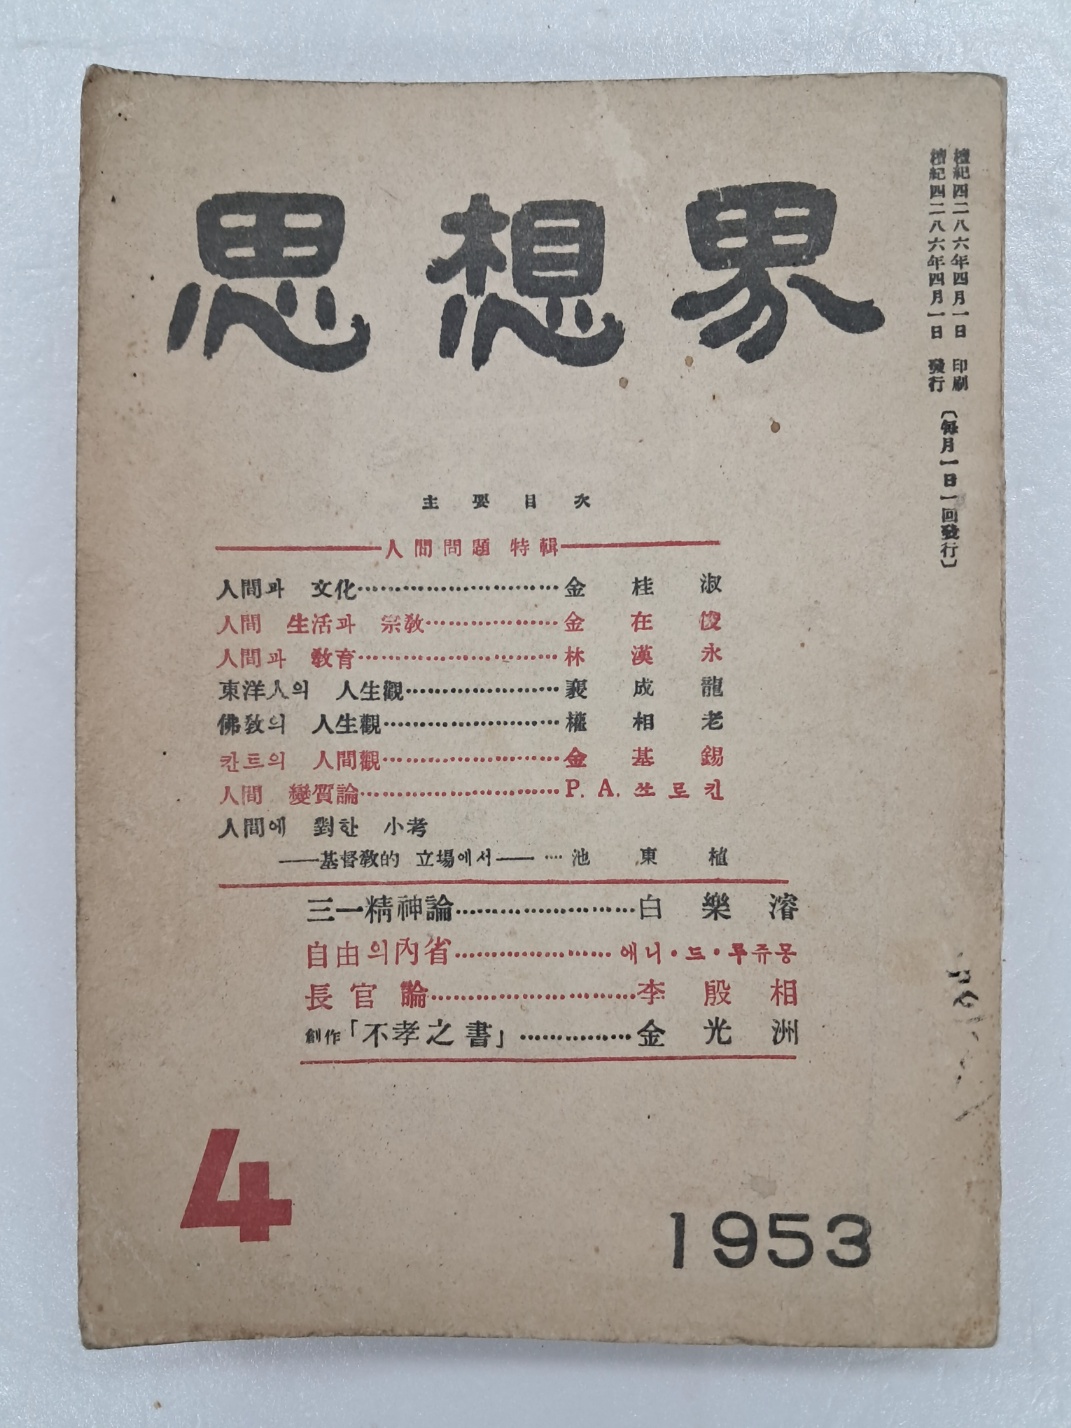 思想界
檀紀四二八六年四月一日 印刷
檀紀四二八六年四月一日 發行
〔每月一日一回發行〕
主要目次
人間問題 特輯
人間과 文化…………………………金桂淑
人間 生活과 宗敎………………金在俊
人間과 敎育…………………………林漢永
東洋人의 人生觀…………………裵成龍
佛敎의 人生觀……………………權相老
칸트의 人間觀……………………金基錫
人間 變質論………………………P. A. 쏘로킨
人間에 對한 小考
——基督敎的 立場에서——…池東植
三一精神論……………………白樂濬
自由의內省…………………애니・드・루쥬몽
長官論………………………李殷相
創作「不孝之書」……………金光洲
4
1953